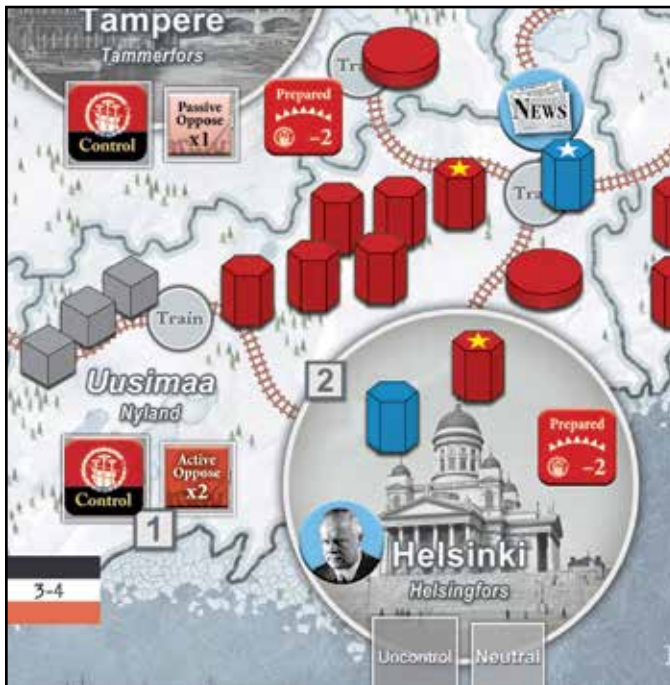 Tampere
Tammerfors
Control
Passive
Oppose
x1
Prepared
-2
Train
NEWS
Train
Uusimaa
Nyland
Control
Active
Oppose
x2
1
2
Prepared
-2
Helsinki
Helsingfors
3-4
Uncontrol
Neutral